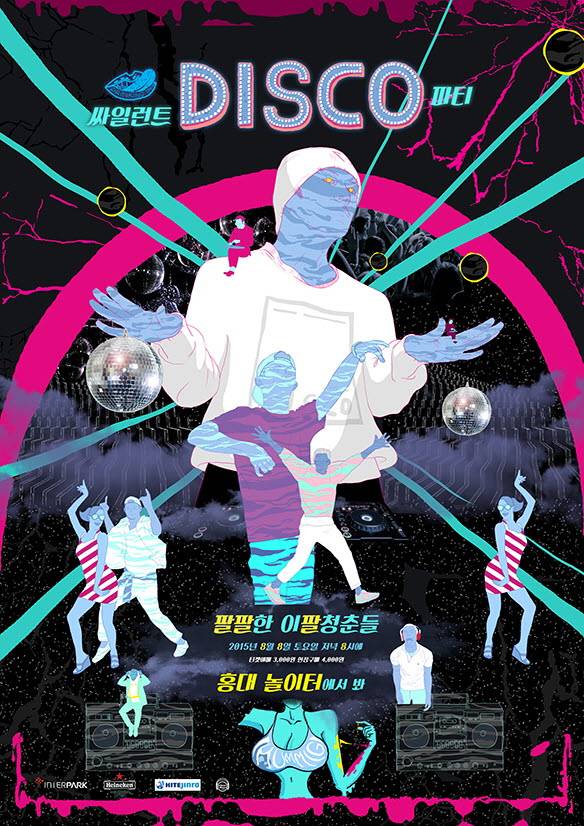 싸일런트 DISCO 파티
팔팔한 이팔청춘들
2015년 8월 8일 토요일 저녁 8시에
티켓예매 3,000원 현장구매 4,000원
홍대 놀이터에서 봐
INTERPARK Heineken HITEJINRO